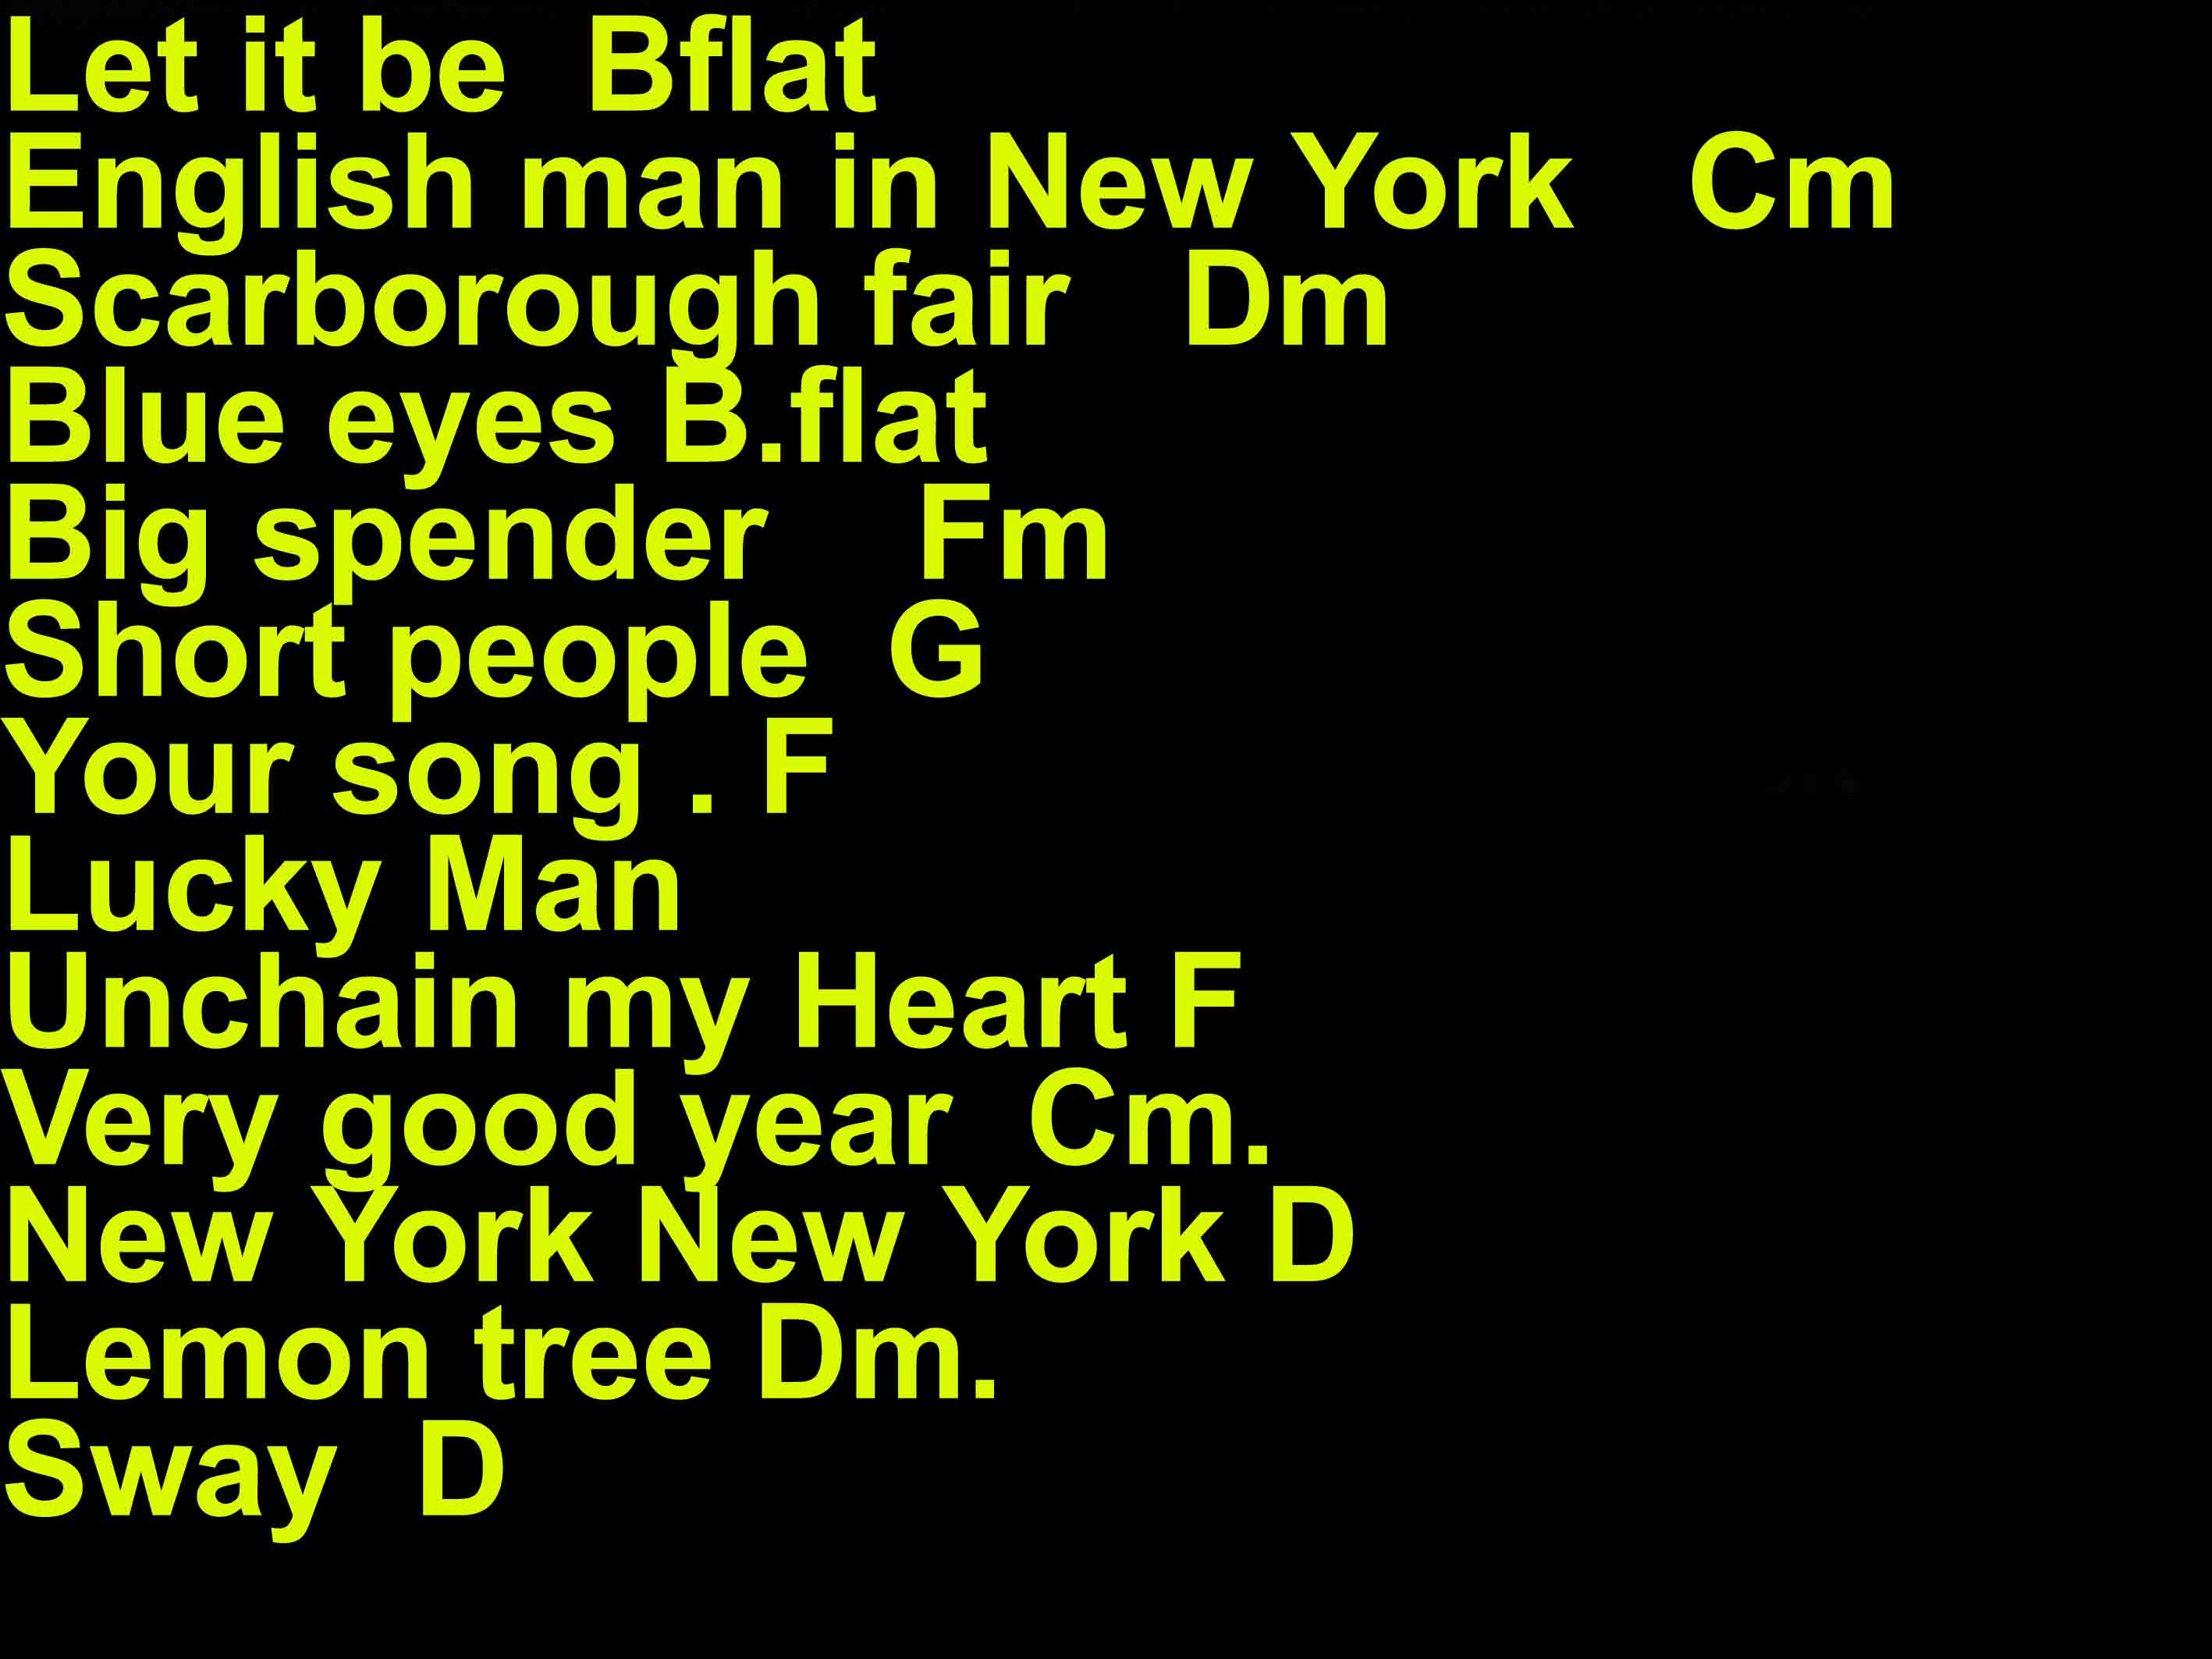 Let it be  Bflat
English man in New York   Cm
Scarborough fair   Dm
Blue eyes B.flat
Big spender    Fm
Short people  G
Your song . F
Lucky Man
Unchain my Heart F
Very good year  Cm.
New York New York D
Lemon tree Dm.
Sway  D